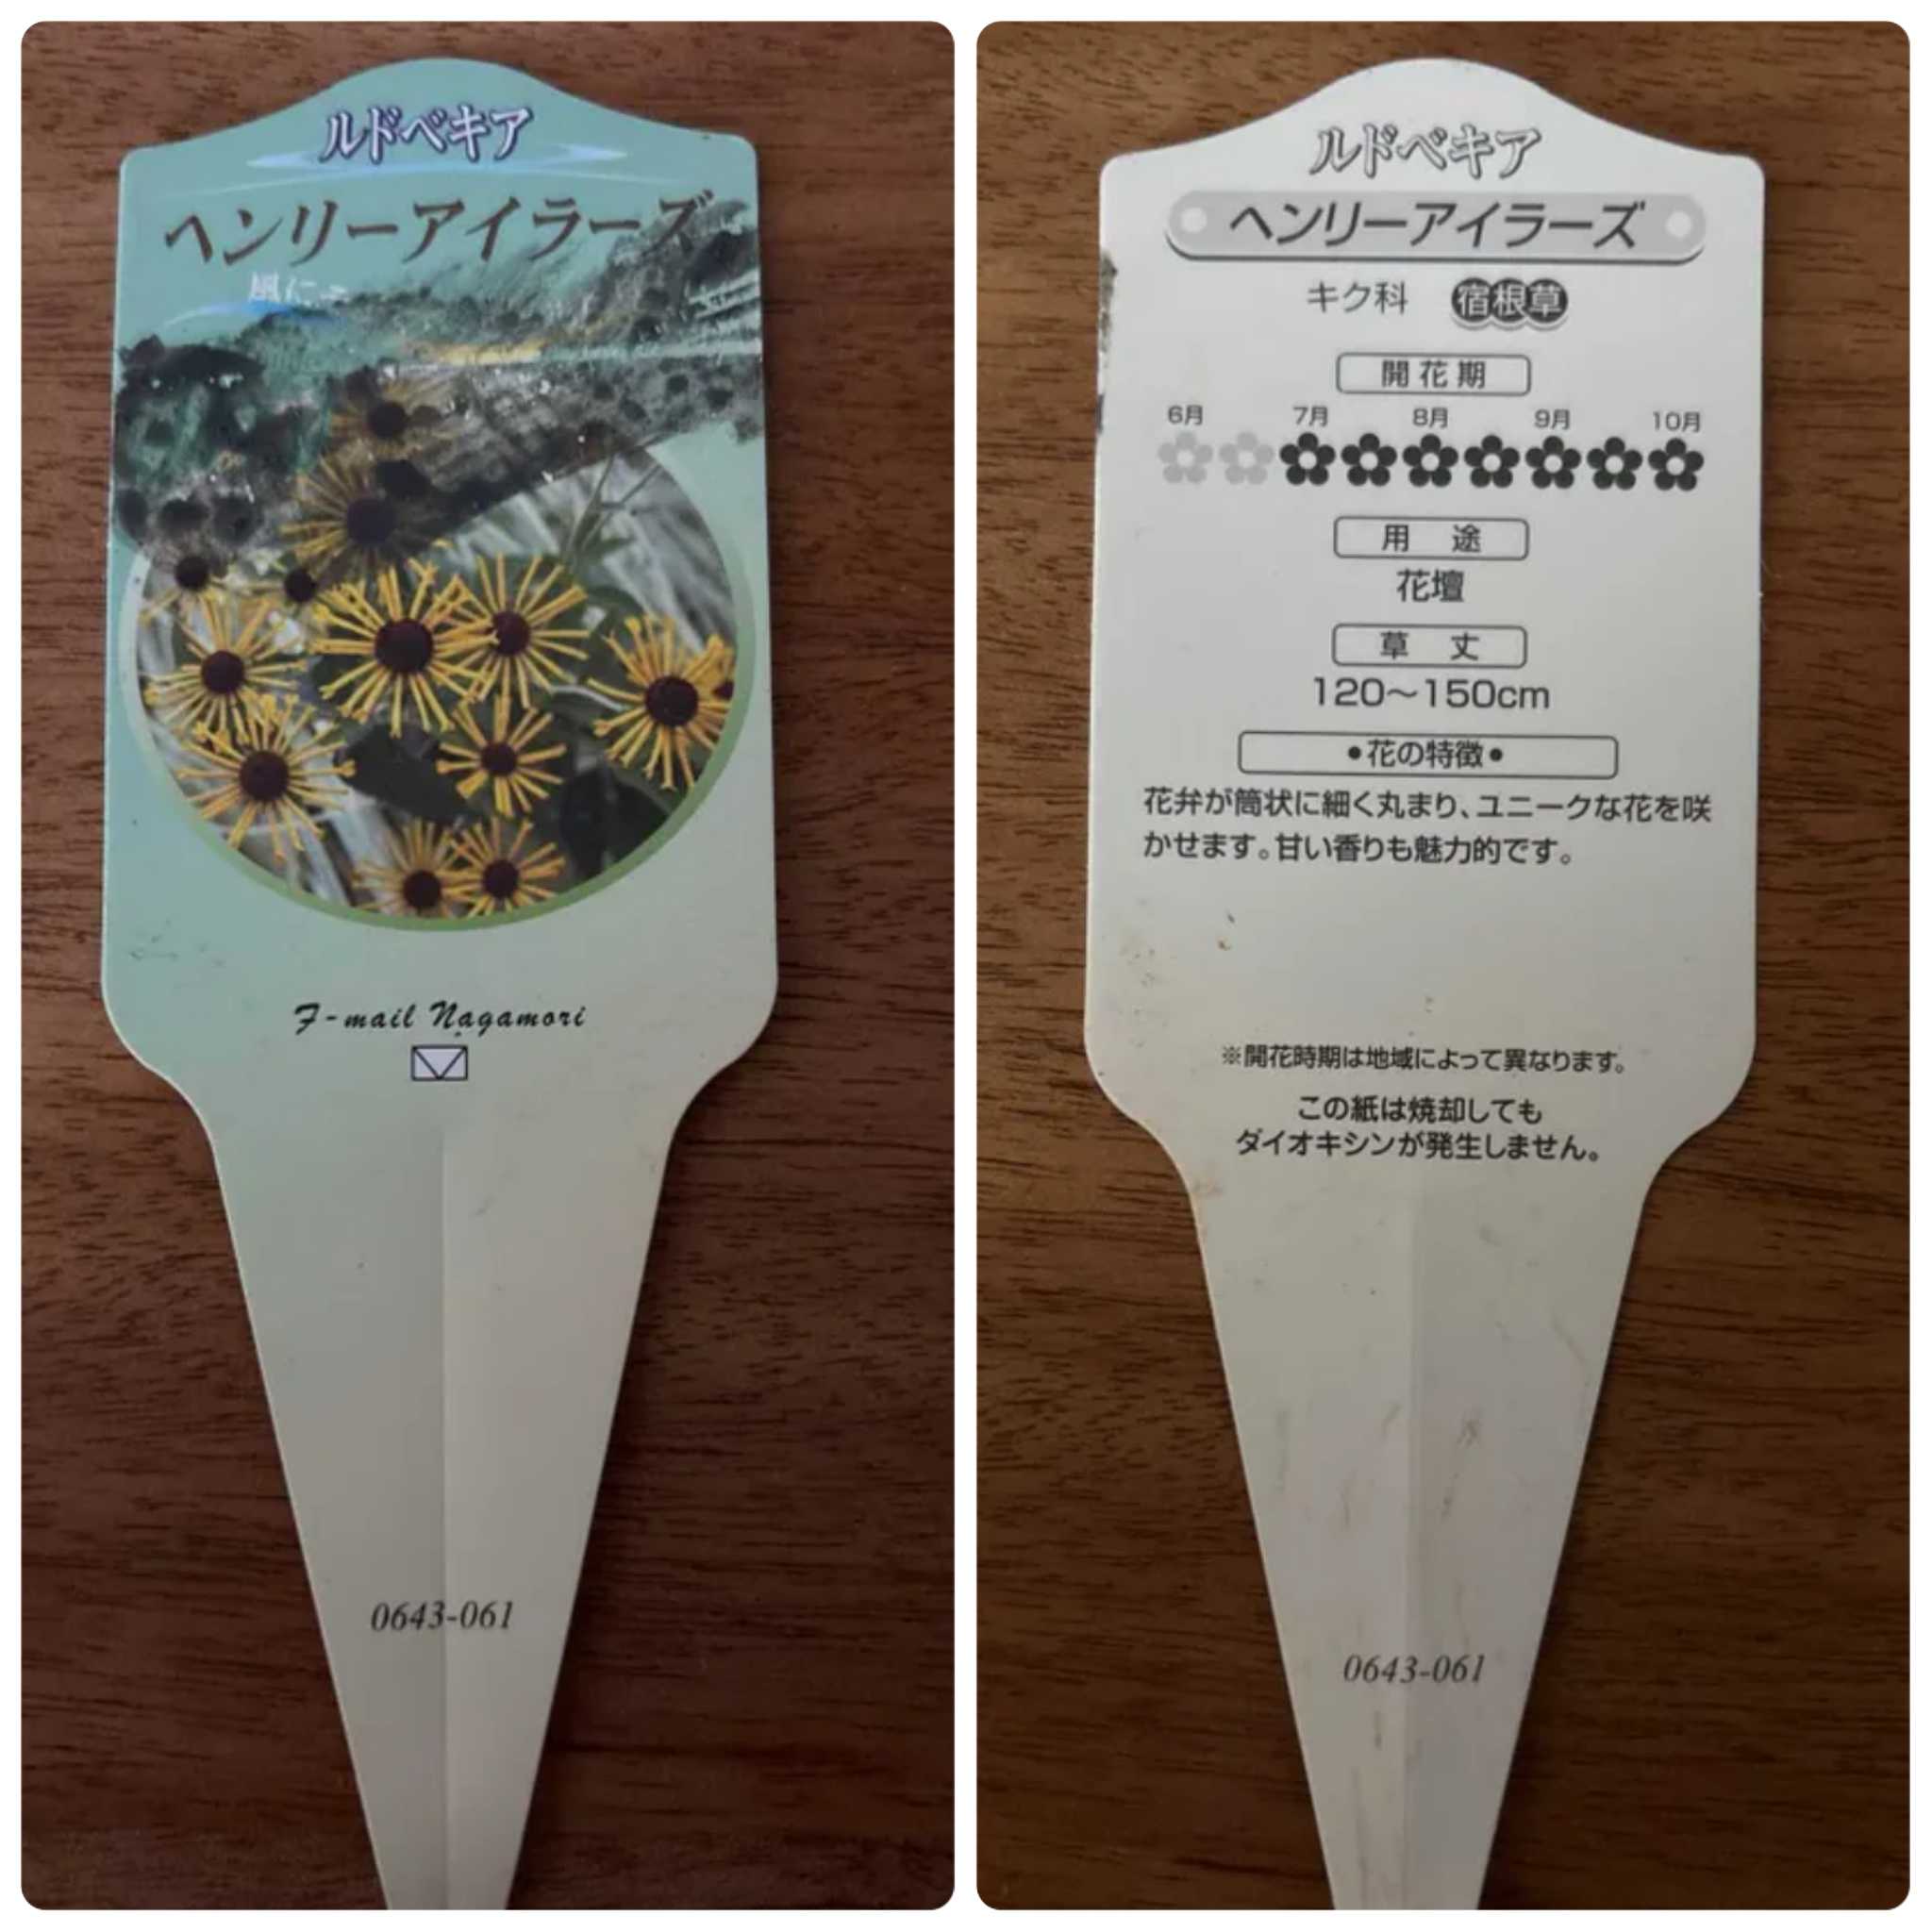 ルドベキア
ヘンリーアイラーズ
風に
F-mail Nagamori
0643-061
ルドベキア
ヘンリーアイラーズ
キク科 宿根草
開花期
6月 7月 8月 9月 10月
用途
花壇
草丈
120〜150cm
•花の特徴•
花弁が筒状に細く丸まり、ユニークな花を咲
かせます。甘い香りも魅力的です。
※開花時期は地域によって異なります。
この紙は焼却しても
ダイオキシンが発生しません。
0643-061